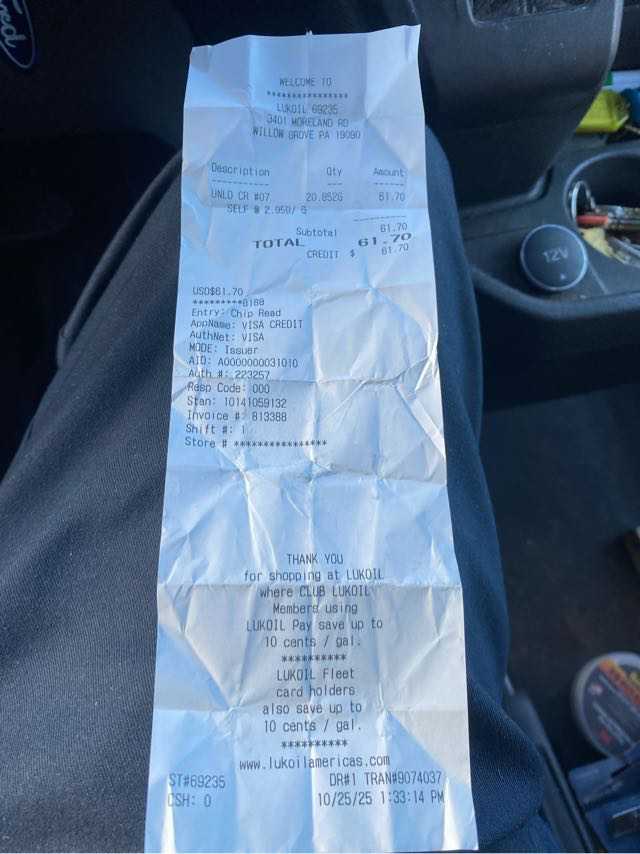 Ford
WELCOME TO
****************
LUKOIL 69235
3401 MORELAND RD
WILLOW GROVE PA 19090
Description Qty Amount
UNLD CR #07 20.852G 61.70
SELF @ 2.959/ G
Subtotal 61.70
TOTAL 61.70
CREDIT $ 61.70
USD$61.70
*********8188
Entry: Chip Read
AppName: VISA CREDIT
AuthNet: VISA
MODE: Issuer
AID: A0000000031010
Auth #: 223257
Resp Code: 000
Stan: 10141059132
Invoice #: 813388
Shift #: 1
Store # ****************
THANK YOU
for shopping at LUKOIL
where CLUB LUKOIL
Members using
LUKOIL Pay save up to
10 cents / gal.
**********
LUKOIL Fleet
card holders
also save up to
10 cents / gal.
**********
www.lukoilamericas.com
ST#69235 DR#1 TRAN#9074037
CSH: 0 10/25/25 1:33:14 PM
12V